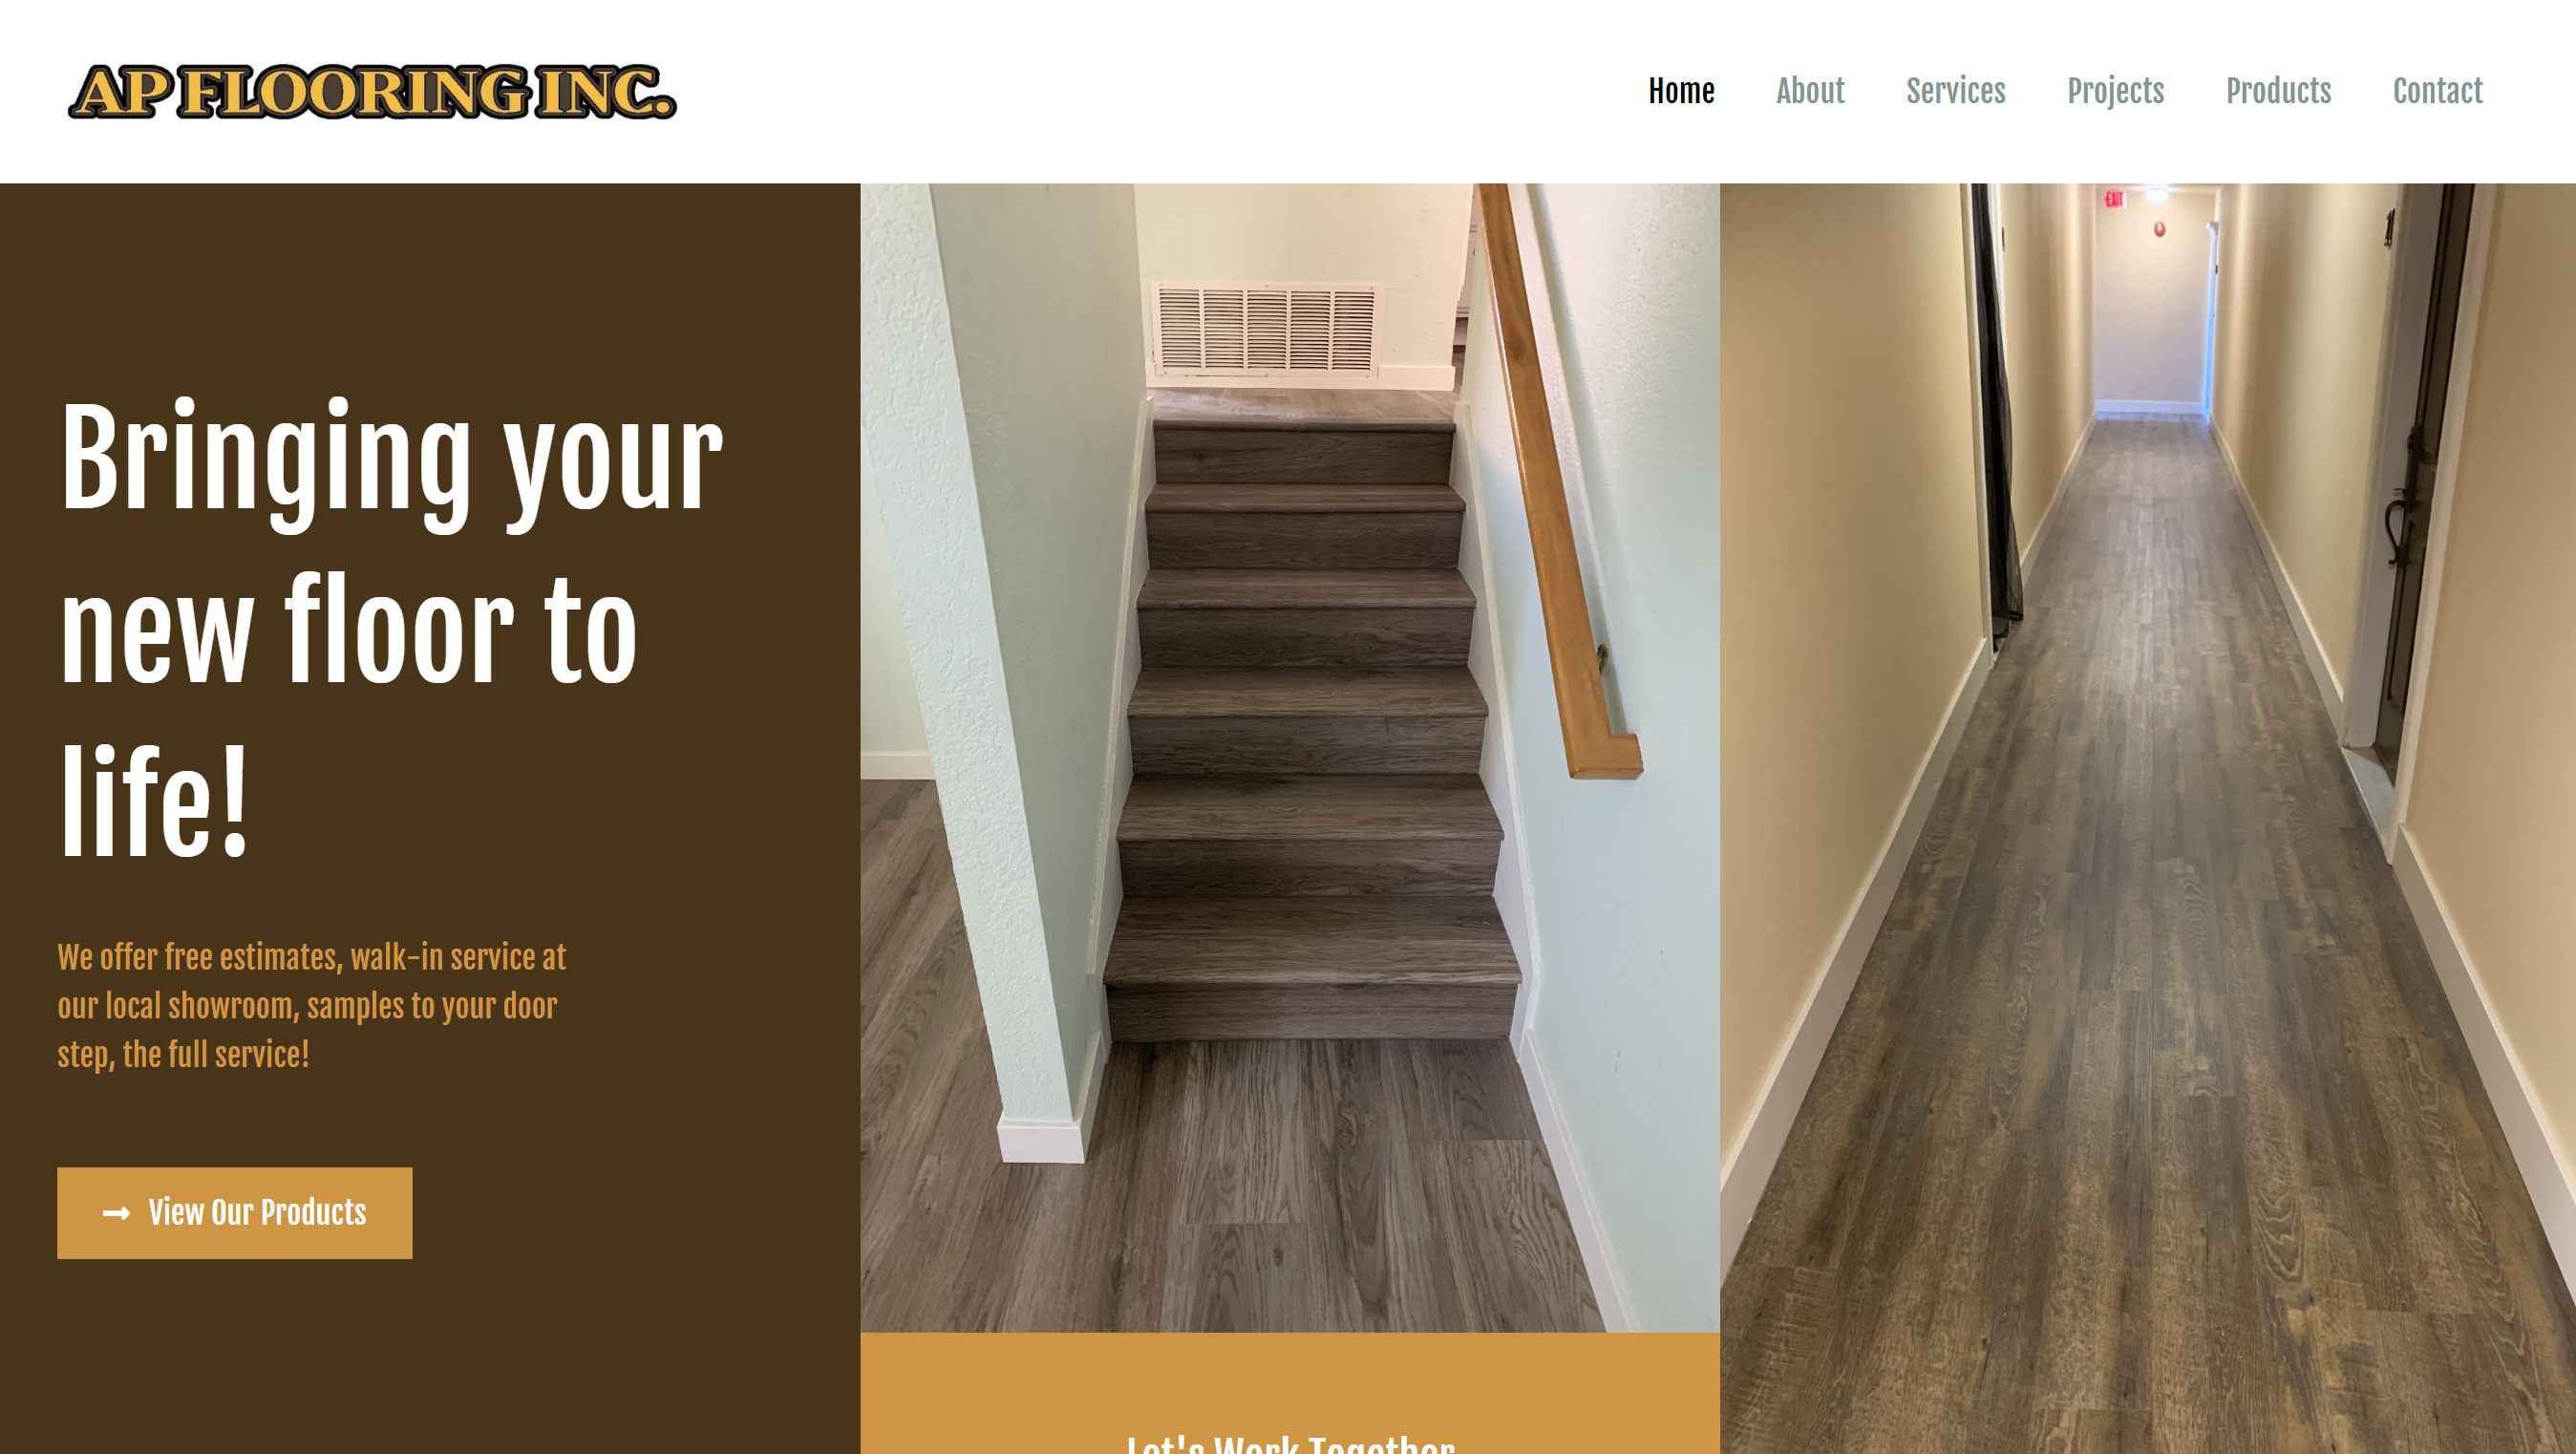 AP FLOORING INC.
Home About Services Projects Products Contact
Bringing your
new floor to
life!
We offer free estimates, walk-in service at
our local showroom, samples to your door
step, the full service!
View Our Products
EXIT
Let's Work Together